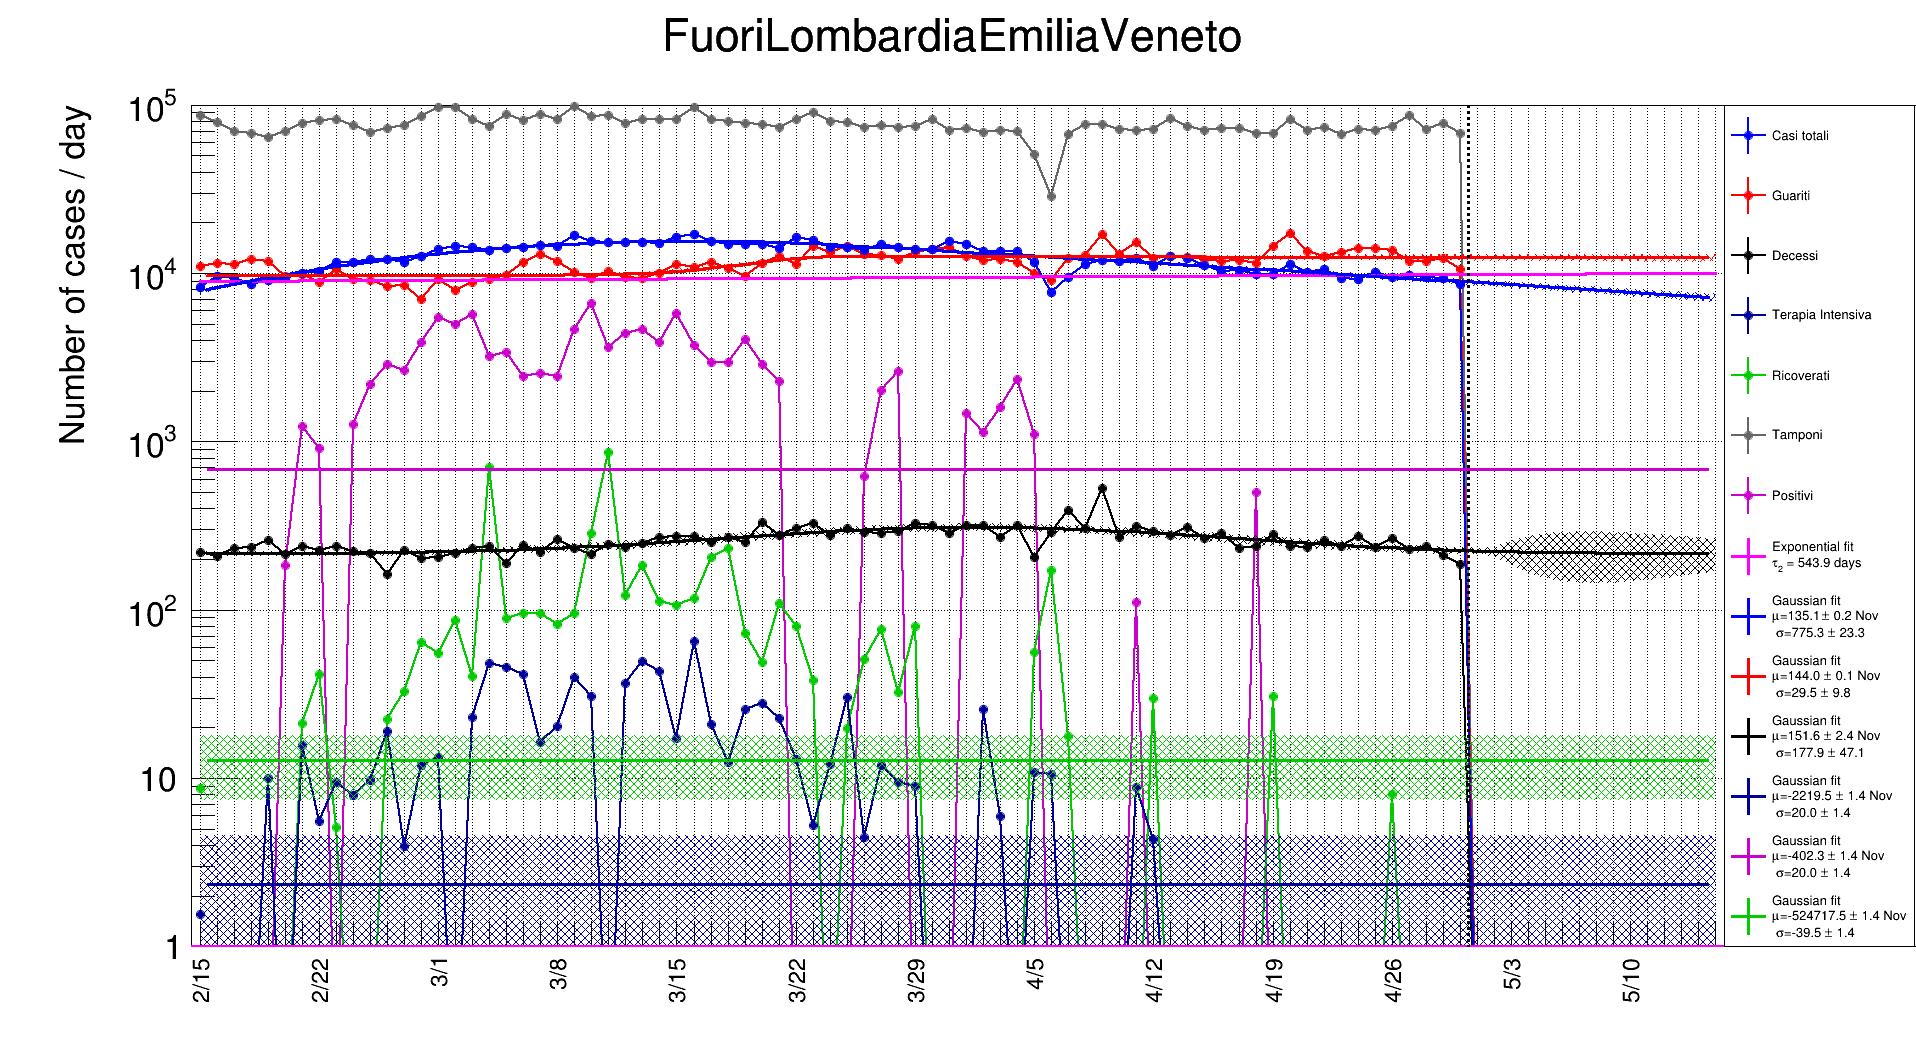 FuoriLombardiaEmiliaVeneto
Number of cases / day
10^5
10^4
10^3
10^2
10
1
2/15
2/22
3/1
3/8
3/15
3/22
3/29
4/5
4/12
4/19
4/26
5/3
5/10
Casi totali
Guariti
Decessi
Terapia Intensiva
Ricoverati
Tamponi
Positivi
Exponential fit
τ_2 = 543.9 days
Gaussian fit
μ=135.1± 0.2 Nov
σ=775.3 ± 23.3
Gaussian fit
μ=144.0 ± 0.1 Nov
σ=29.5 ± 9.8
Gaussian fit
μ=151.6 ± 2.4 Nov
σ=177.9 ± 47.1
Gaussian fit
μ=-2219.5 ± 1.4 Nov
σ=20.0 ± 1.4
Gaussian fit
μ=-402.3 ± 1.4 Nov
σ=20.0 ± 1.4
Gaussian fit
μ=-524717.5 ± 1.4 Nov
σ=-39.5 ± 1.4